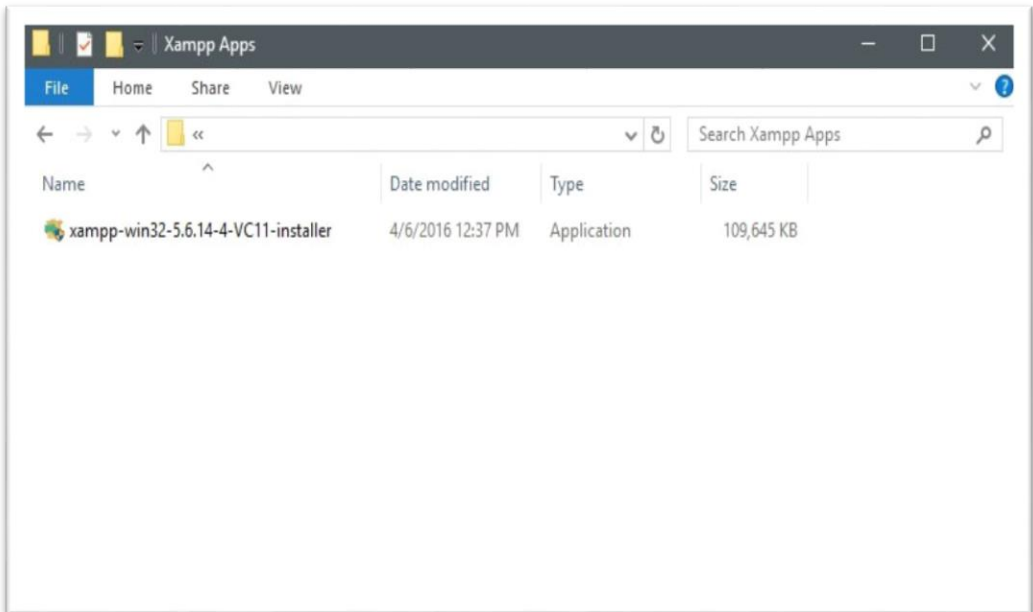 Xampp Apps
File Home Share View
?
« Search Xampp Apps
Name Date modified Type Size
xampp-win32-5.6.14-4-VC11-installer 4/6/2016 12:37 PM Application 109,645 KB